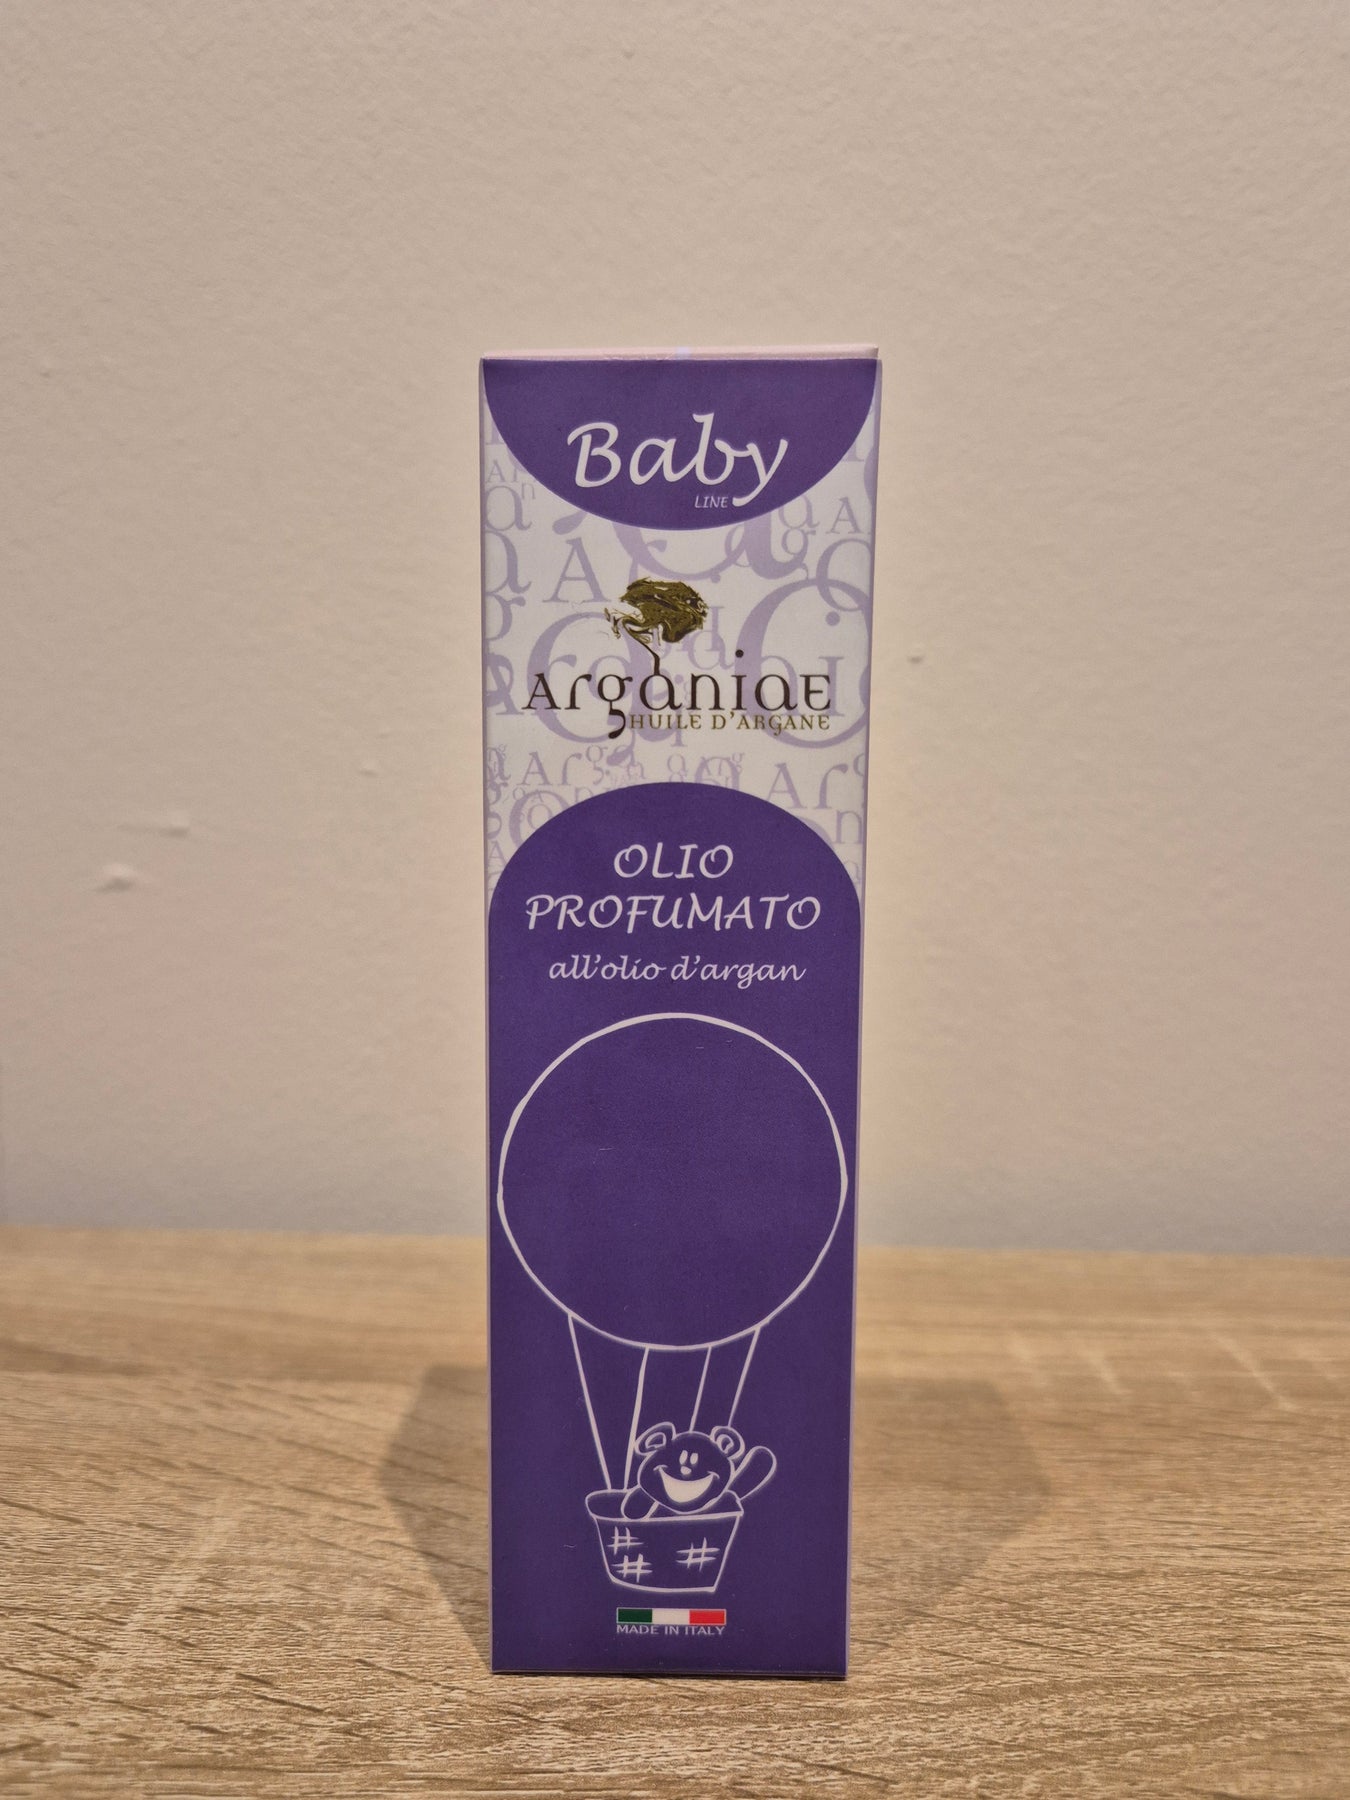 Baby
LINE
Arganiae
HUILE D'ARGANE
OLIO
PROFUMATO
all'olio d'argan
MADE IN ITALY